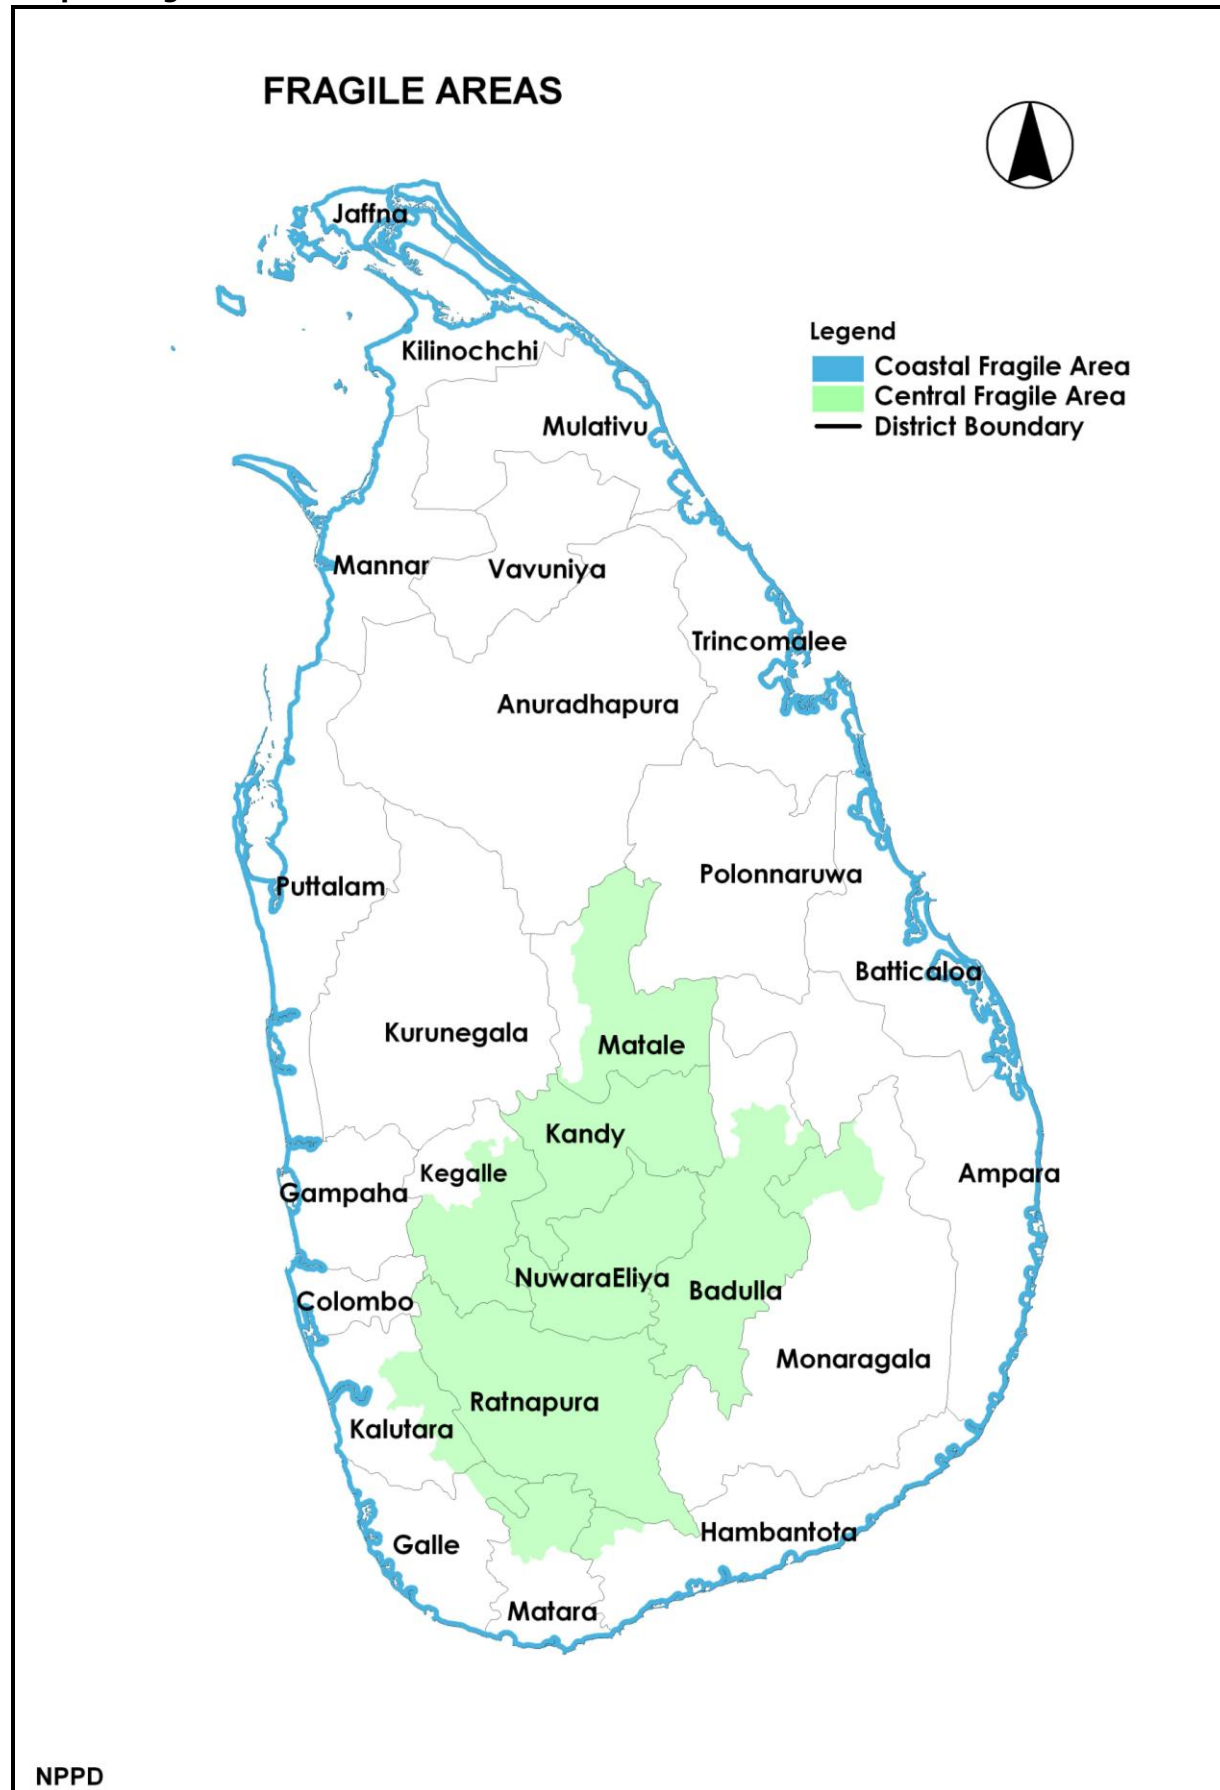 FRAGILE AREAS
Jaffna
Legend
Coastal Fragile Area
Central Fragile Area
District Boundary
Kilinochchi
Mulativu
Mannar
Vavuniya
Trincomalee
Anuradhapura
Polonnaruwa
Puttalam
Batticaloa
Kurunegala
Matale
Kandy
Kegalle
Ampara
Gampaha
NuwaraEliya
Badulla
Colombo
Monaragala
Ratnapura
Kalutara
Hambantota
Galle
Matara
NPPD